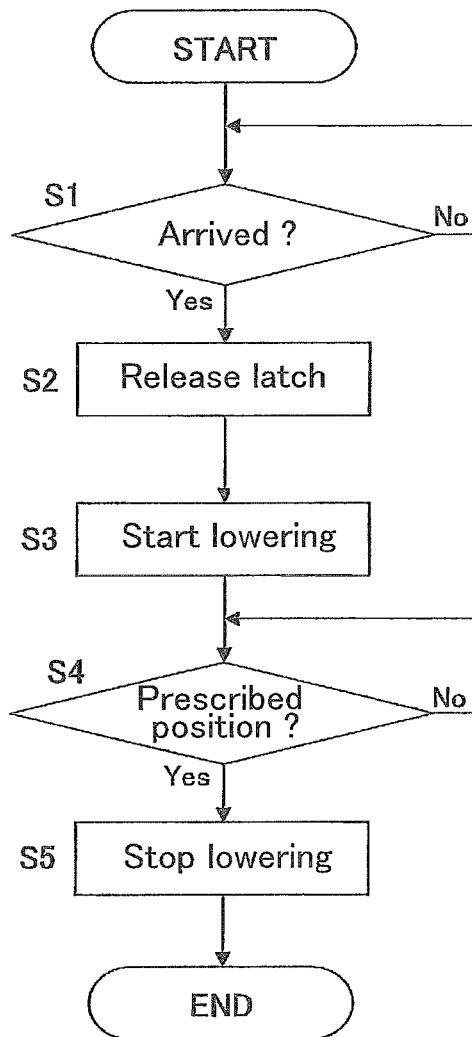 START
S1
Arrived ?
No
Yes
S2
Release latch
S3
Start lowering
S4
Prescribed
position ?
No
Yes
S5
Stop lowering
END